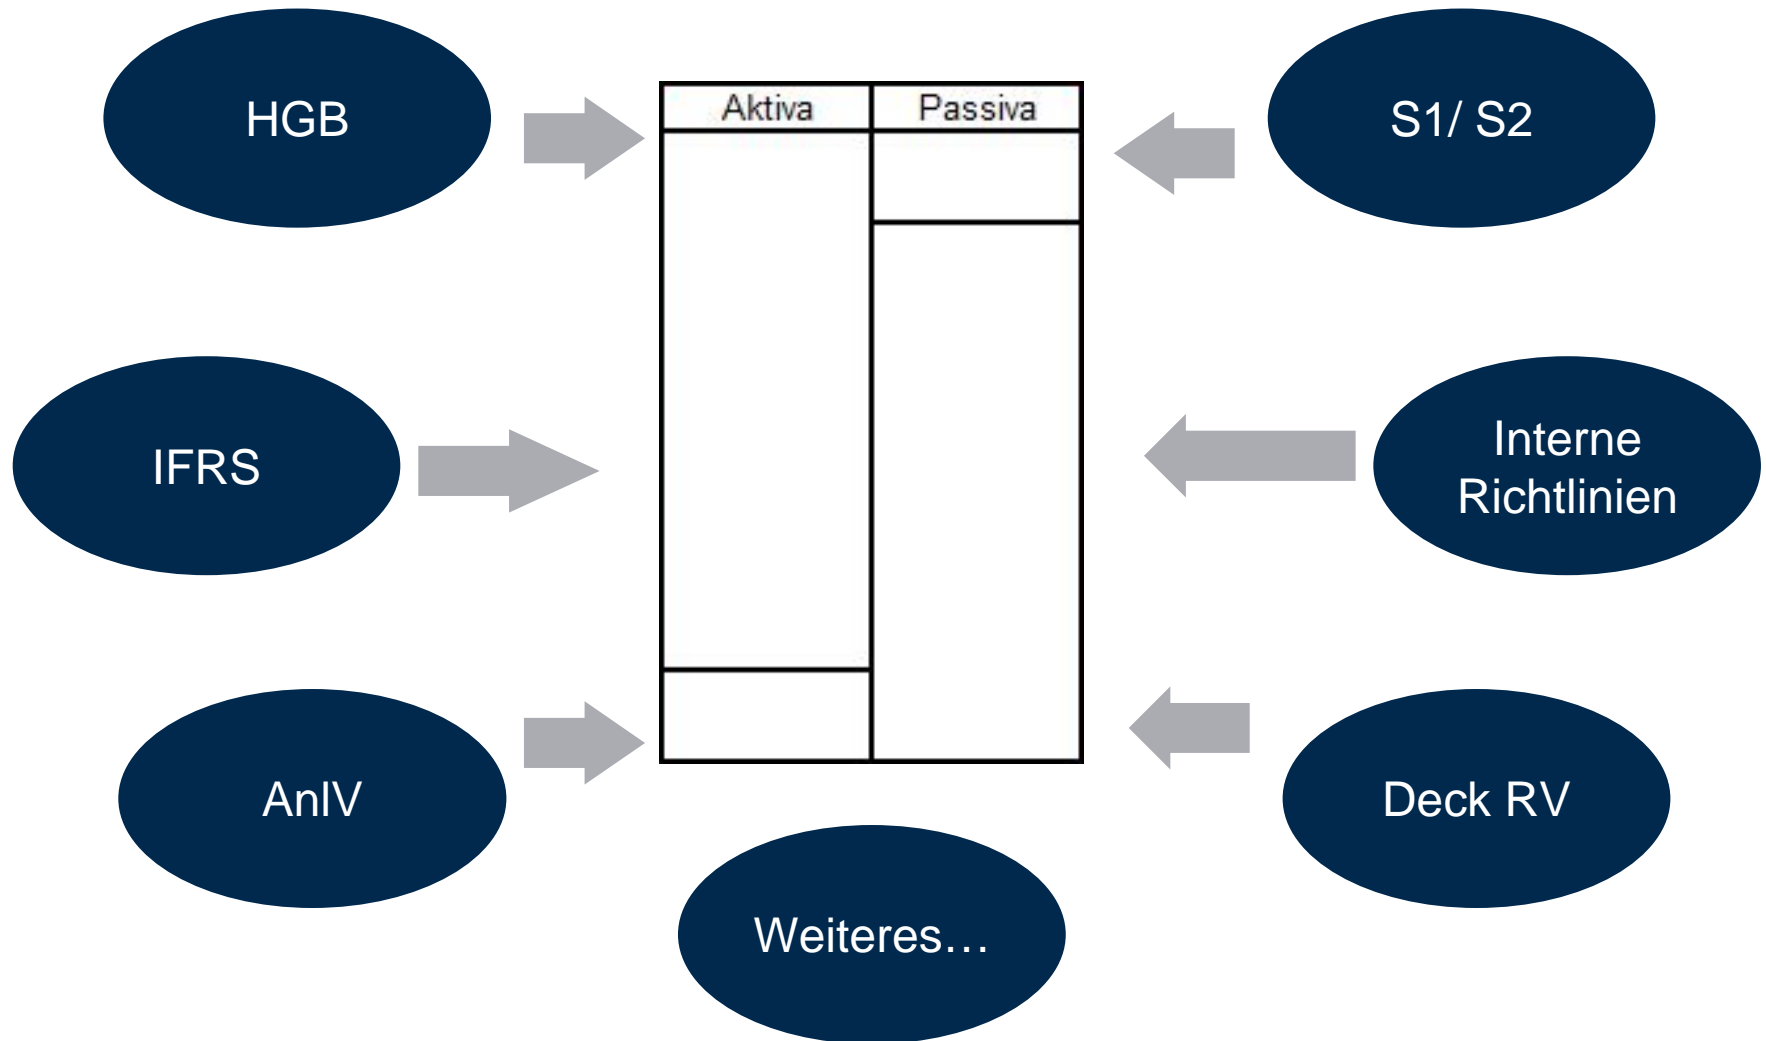 HGB
Aktiva
Passiva
S1/ S2
IFRS
Interne
Richtlinien
AnlV
Deck RV
Weiteres…